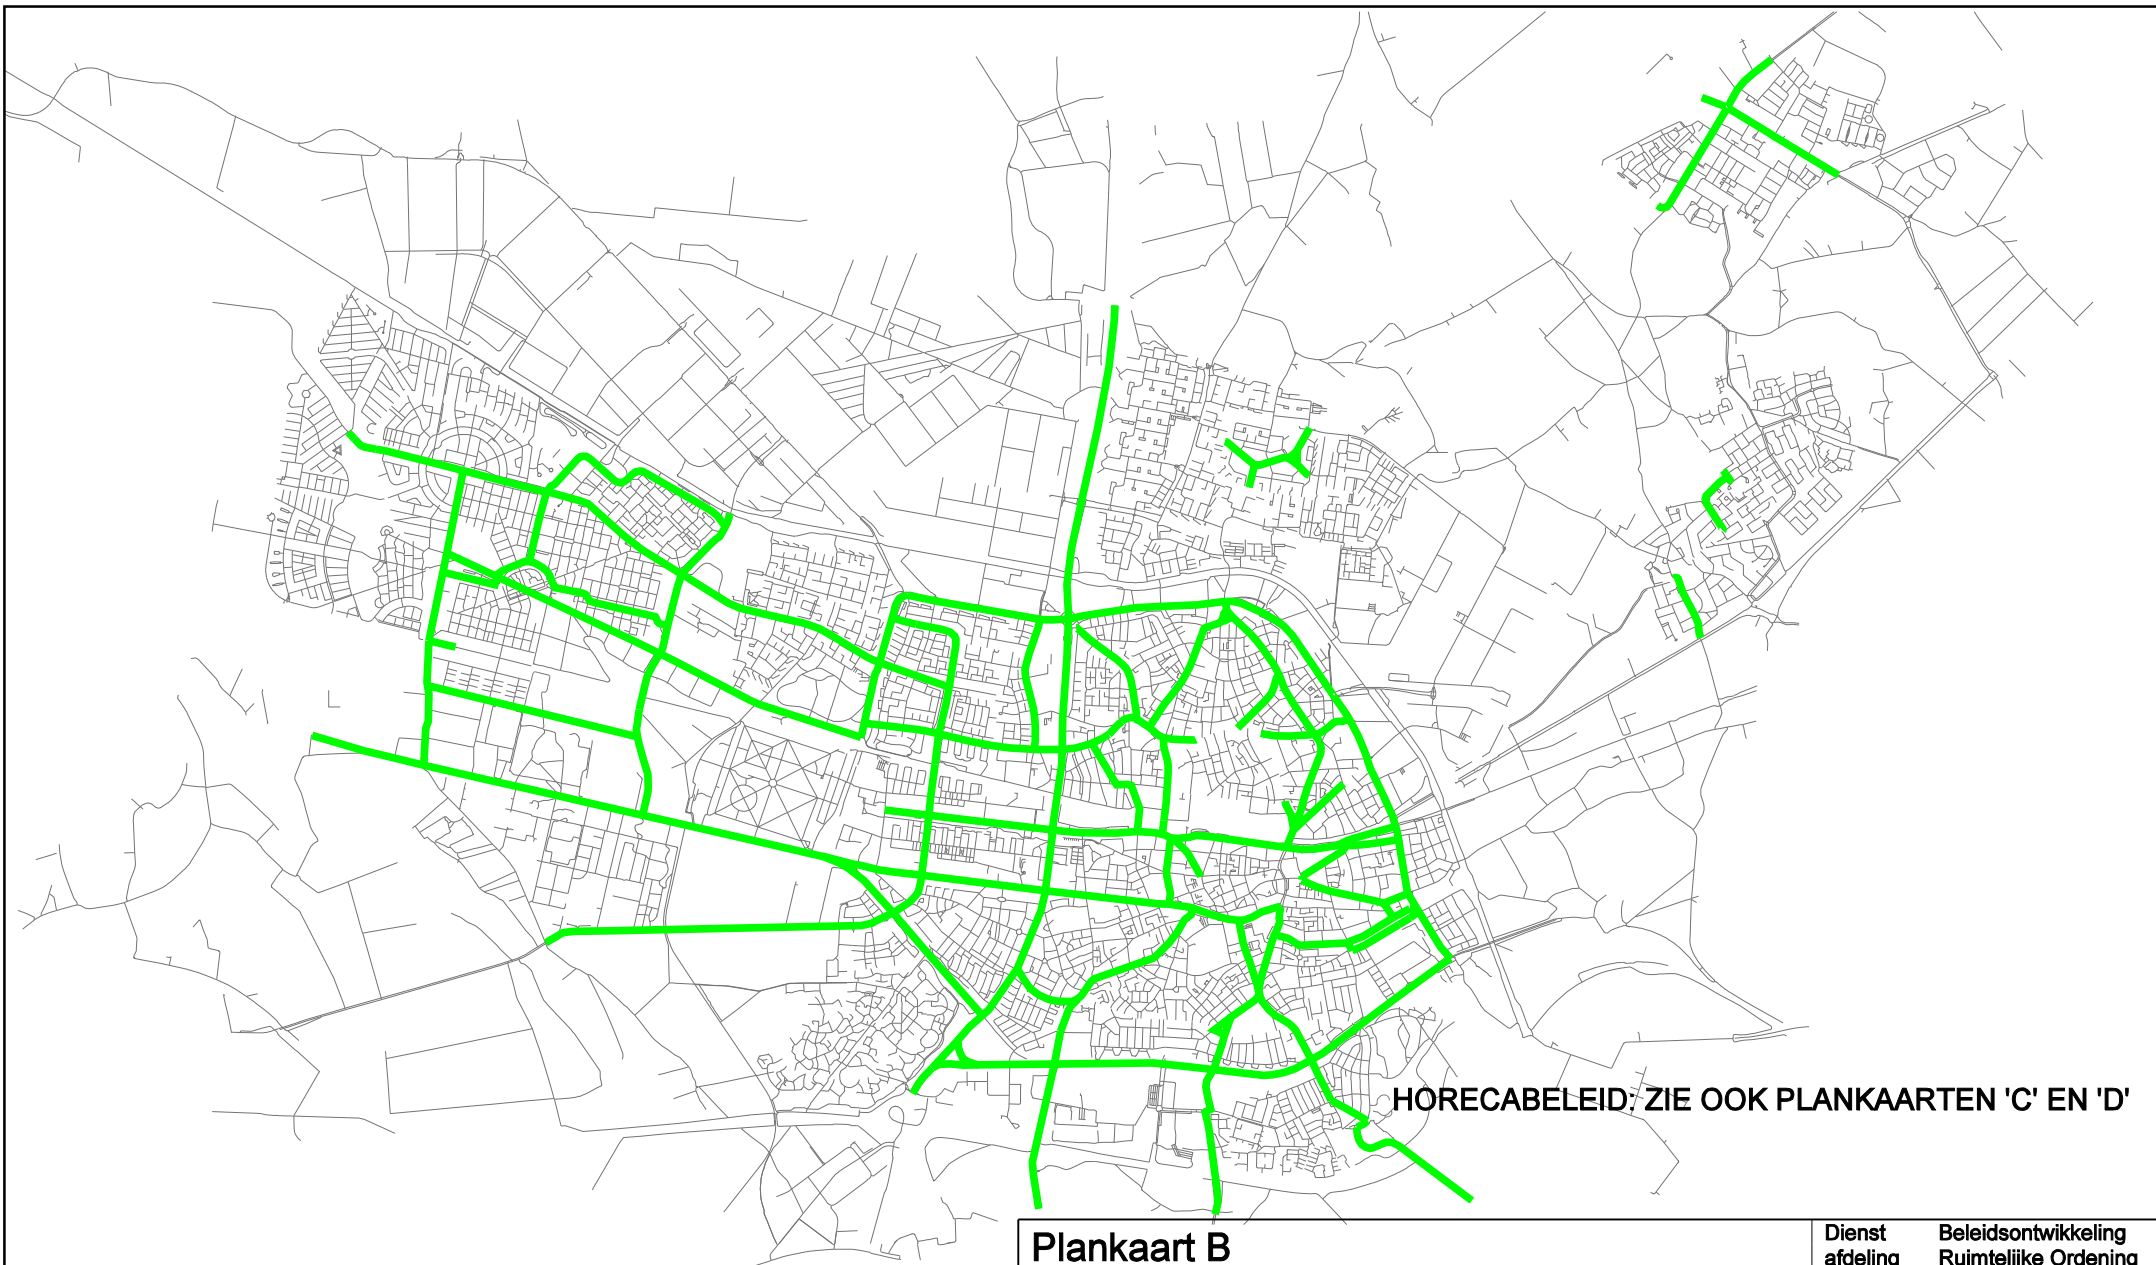 HORECABELEID: ZIE OOK PLANKAARTEN 'C' EN 'D'
Plankaart B
Dienst Beleidsontwikkeling
afdeling Ruimtelijke Ordening